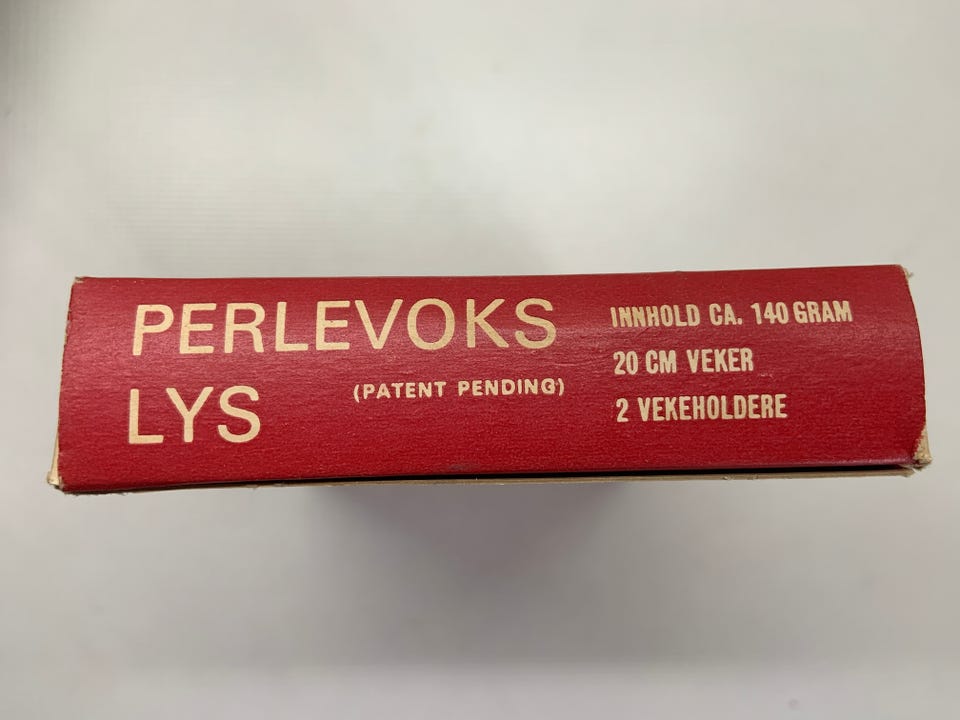 PERLEVOKS
LYS
(PATENT PENDING)
INNHOLD CA. 140 GRAM
20 CM VEKER
2 VEKEHOLDERE